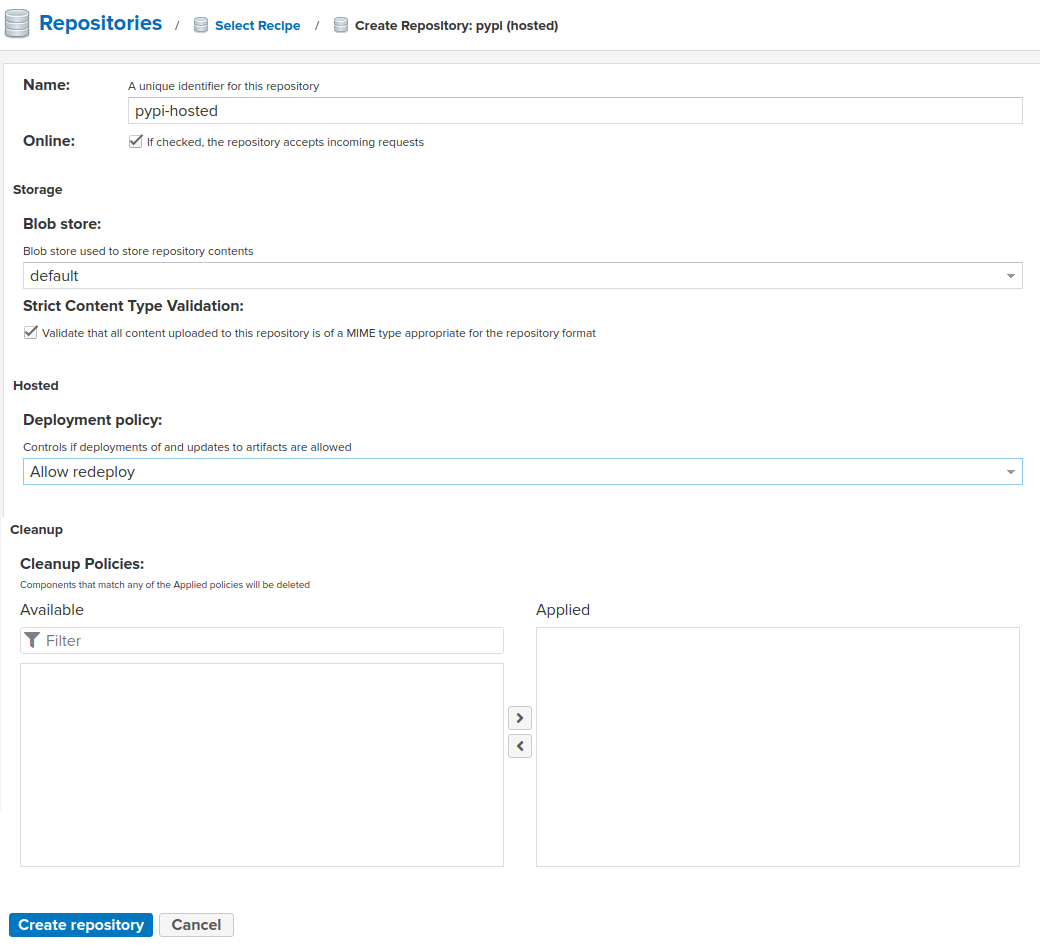 Repositories / Select Recipe / Create Repository: pypi (hosted)
Name: A unique identifier for this repository
pypi-hosted
Online: If checked, the repository accepts incoming requests
Storage
Blob store:
Blob store used to store repository contents
default
Strict Content Type Validation:
Validate that all content uploaded to this repository is of a MIME type appropriate for the repository format
Hosted
Deployment policy:
Controls if deployments of and updates to artifacts are allowed
Allow redeploy
Cleanup
Cleanup Policies:
Components that match any of the Applied policies will be deleted
Available Applied
Filter
Create repository Cancel